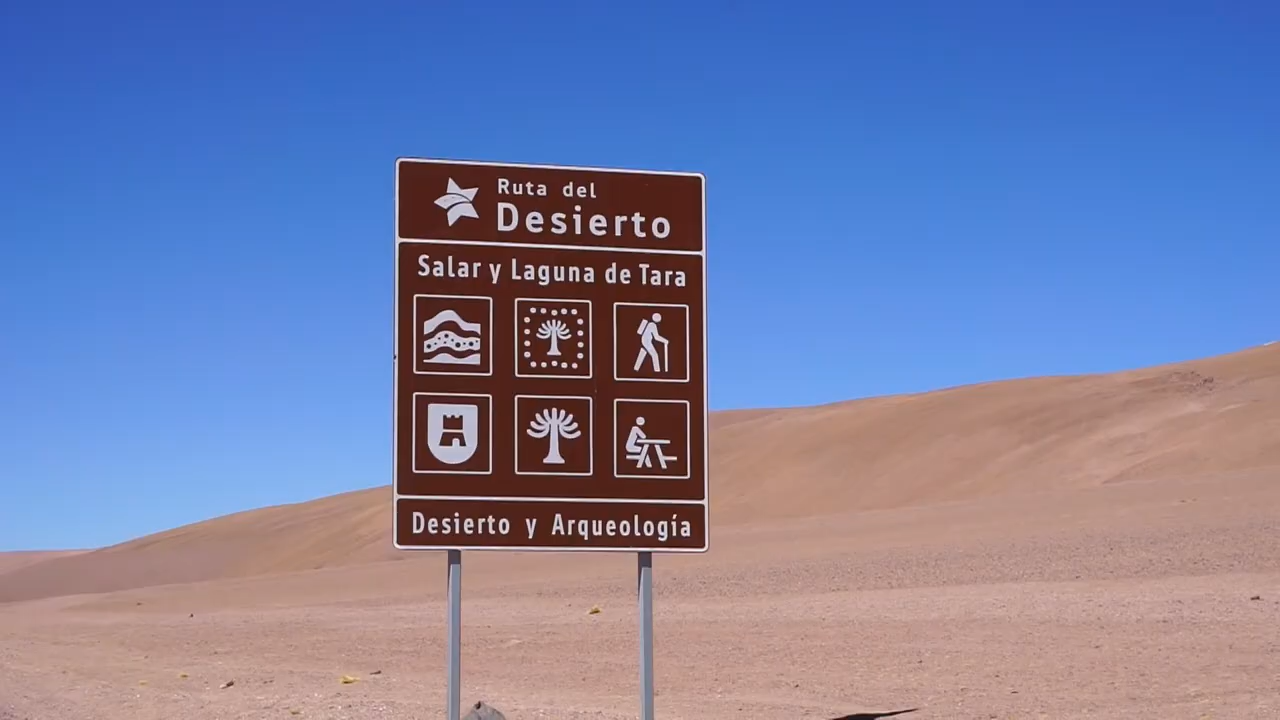 Ruta del
Desierto
Salar y Laguna de Tara
Desierto y Arqueología